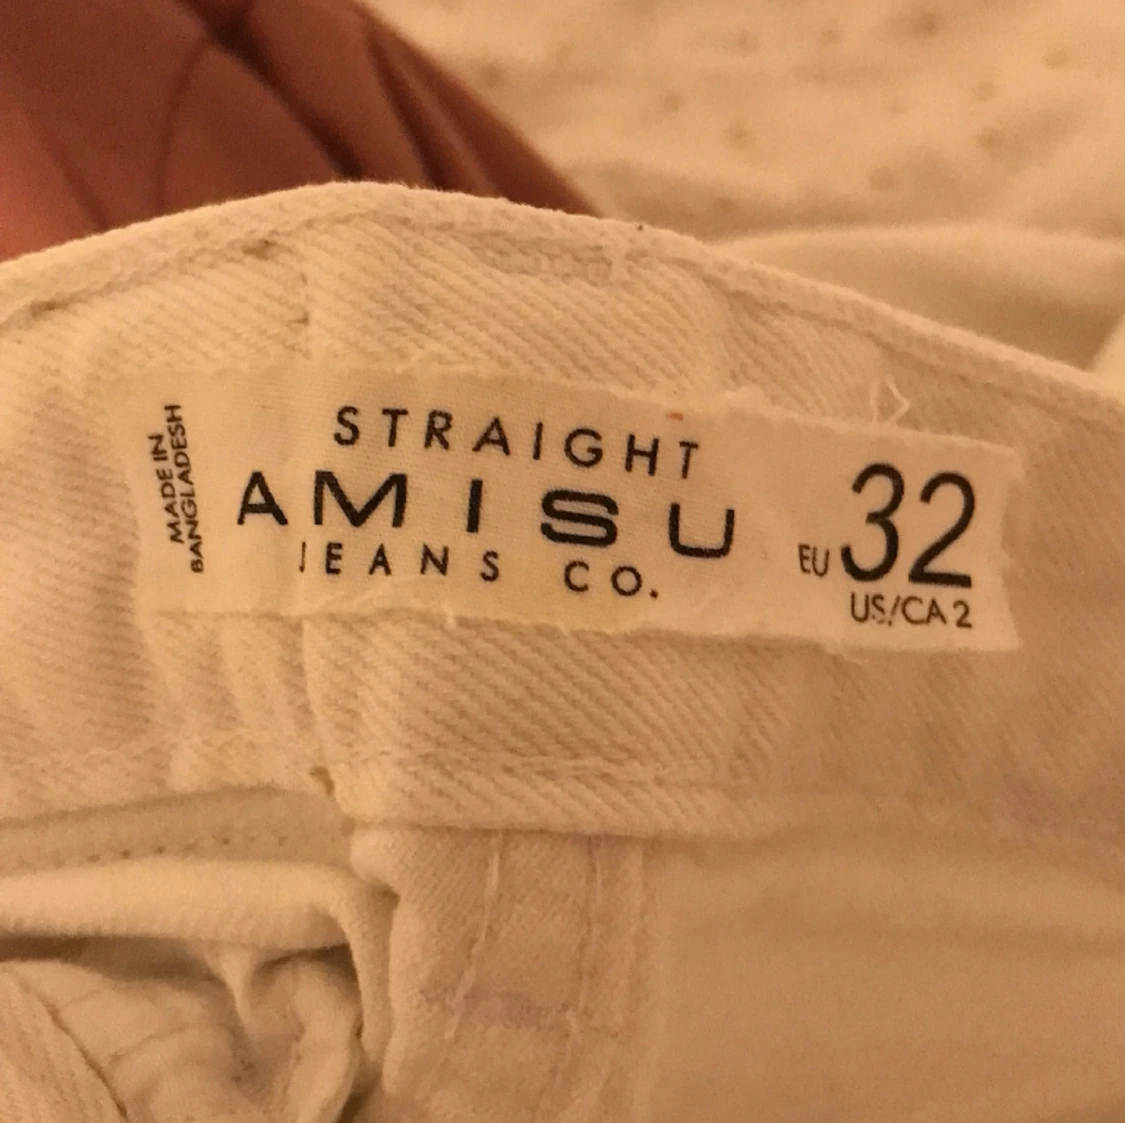 MADE IN
BANGLADESH
STRAIGHT
AMISU
JEANS CO.
EU 32
US/CA 2